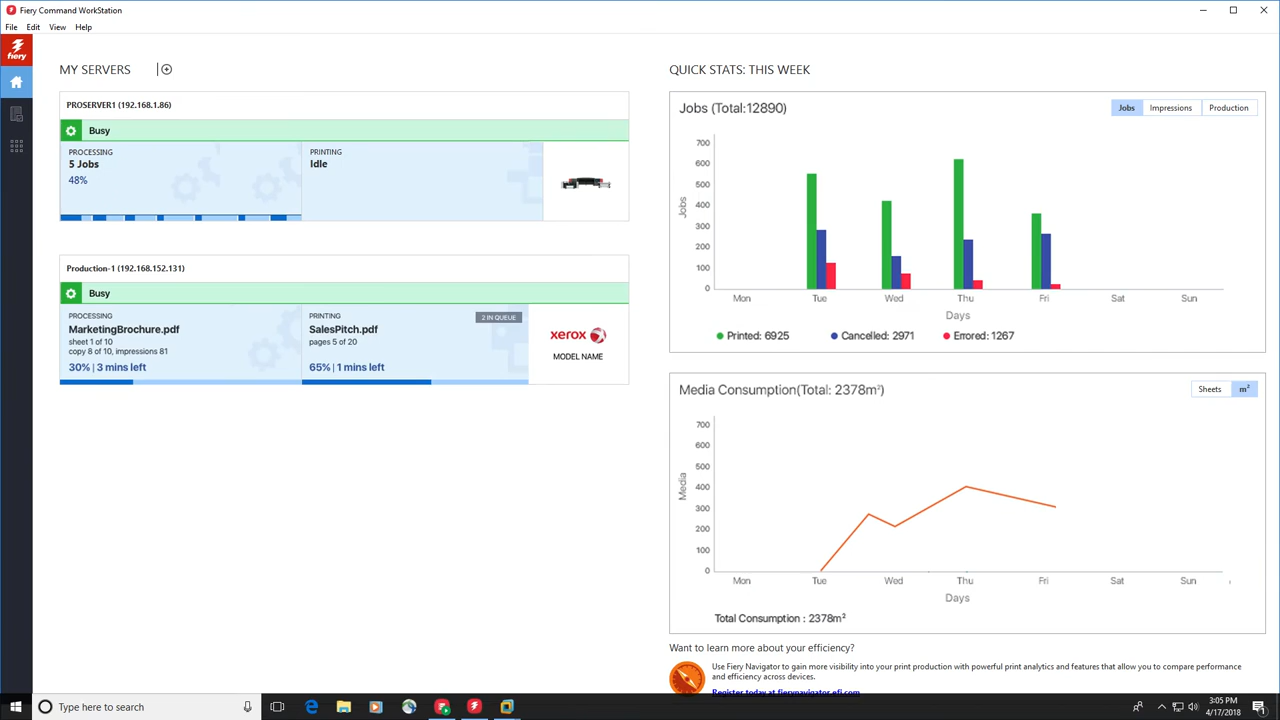 Fiery Command WorkStation
File Edit View Help
fiery
MY SERVERS
PROSERVER1 (192.168.1.86)
Busy
PROCESSING
5 Jobs
48%
PRINTING
Idle
Production-1 (192.168.152.131)
Busy
PROCESSING
MarketingBrochure.pdf
sheet 1 of 10
copy 8 of 10, impressions 81
30% | 3 mins left
PRINTING
2 IN QUEUE
SalesPitch.pdf
pages 5 of 20
65% | 1 mins left
xerox
MODEL NAME
QUICK STATS: THIS WEEK
Jobs (Total:12890)
Jobs Impressions Production
700
600
500
400
300
200
100
0
Jobs
Mon Tue Wed Thu Fri Sat Sun
Days
Printed: 6925 Cancelled: 2971 Errored: 1267
Media Consumption(Total: 2378m²)
Sheets m²
700
600
500
400
300
200
100
0
Media
Mon Tue Wed Thu Fri Sat Sun
Days
Total Consumption : 2378m²
Want to learn more about your efficiency?
Use Fiery Navigator to gain more visibility into your print production with powerful print analytics and features that allow you to compare performance
and efficiency across devices.
Register today at fierynavigator.efi.com
Type here to search
3:05 PM
4/17/2018